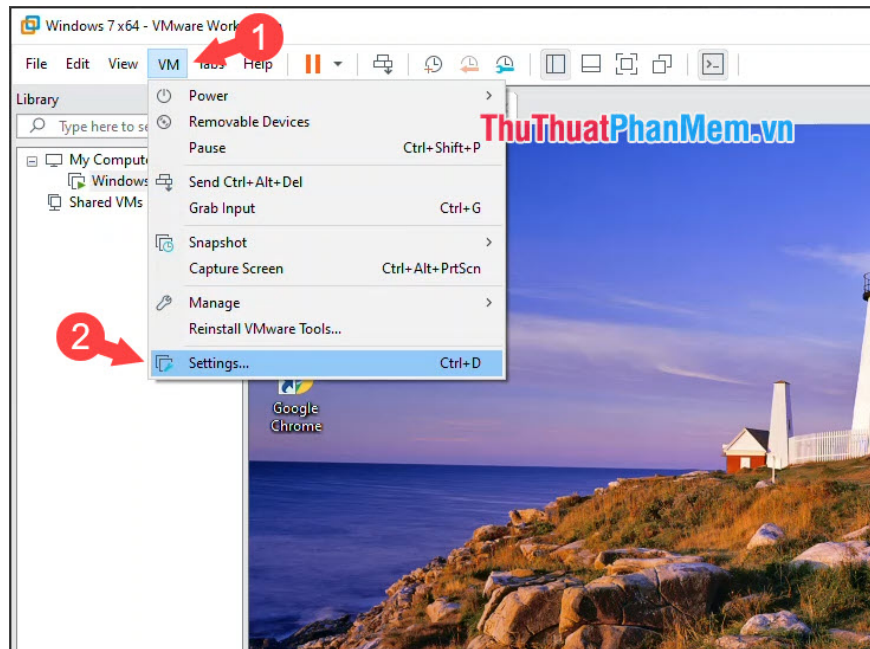 Windows 7 x64 - VMware Work
1
File Edit View VM Tabs Help
Library
Type here to se
My Compute
Windows
Shared VMs
Power
Removable Devices
Pause Ctrl+Shift+P
Send Ctrl+Alt+Del
Grab Input Ctrl+G
Snapshot
Capture Screen Ctrl+Alt+PrtScn
Manage
Reinstall VMware Tools...
2
Settings... Ctrl+D
ThuThuatPhanMem.vn
Google
Chrome